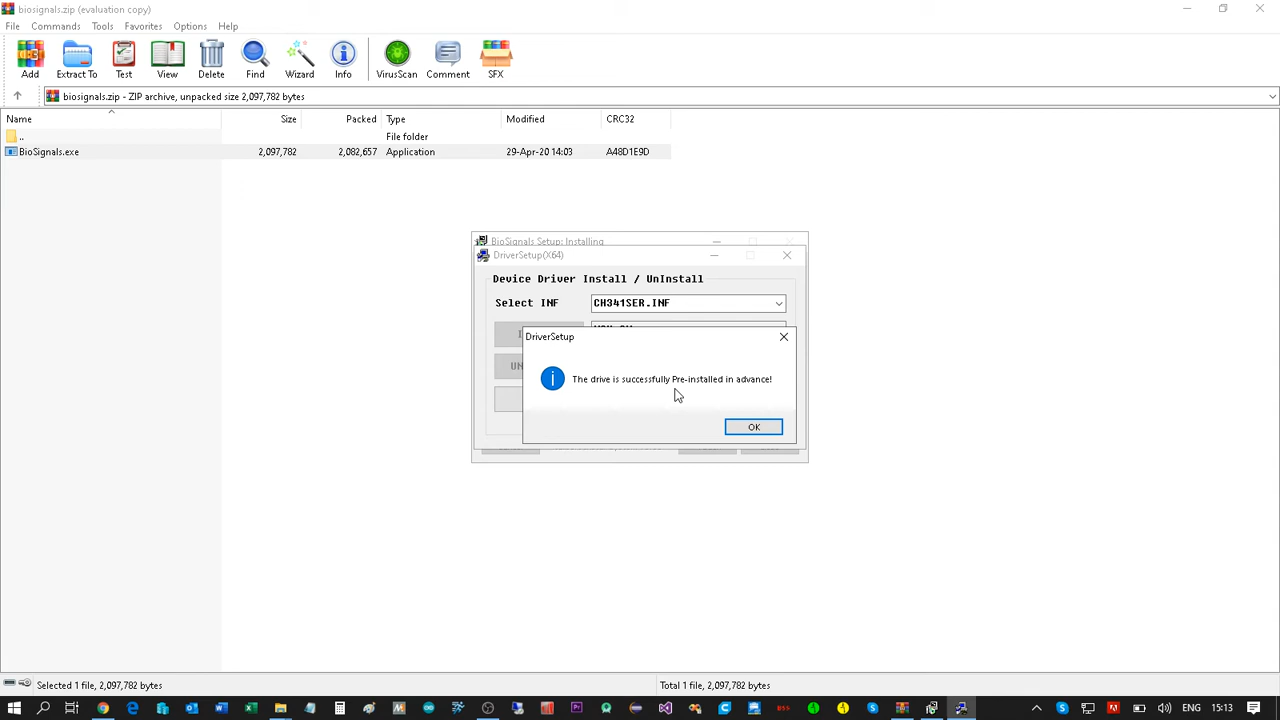 biosignals.zip (evaluation copy)
File Commands Tools Favorites Options Help
Add Extract To Test View Delete Find Wizard Info VirusScan Comment SFX
biosignals.zip - ZIP archive, unpacked size 2,097,782 bytes
Name Size Packed Type Modified CRC32
.. File folder
BioSignals.exe 2,097,782 2,082,657 Application 29-Apr-20 14:03 A48D1E9D
BioSignals Setup: Installing
DriverSetup(X64)
Device Driver Install / UnInstall
Select INF CH341SER.INF
UN
DriverSetup
The drive is successfully Pre-installed in advance!
OK
Selected 1 file, 2,097,782 bytes
Total 1 file, 2,097,782 bytes
ENG 15:13